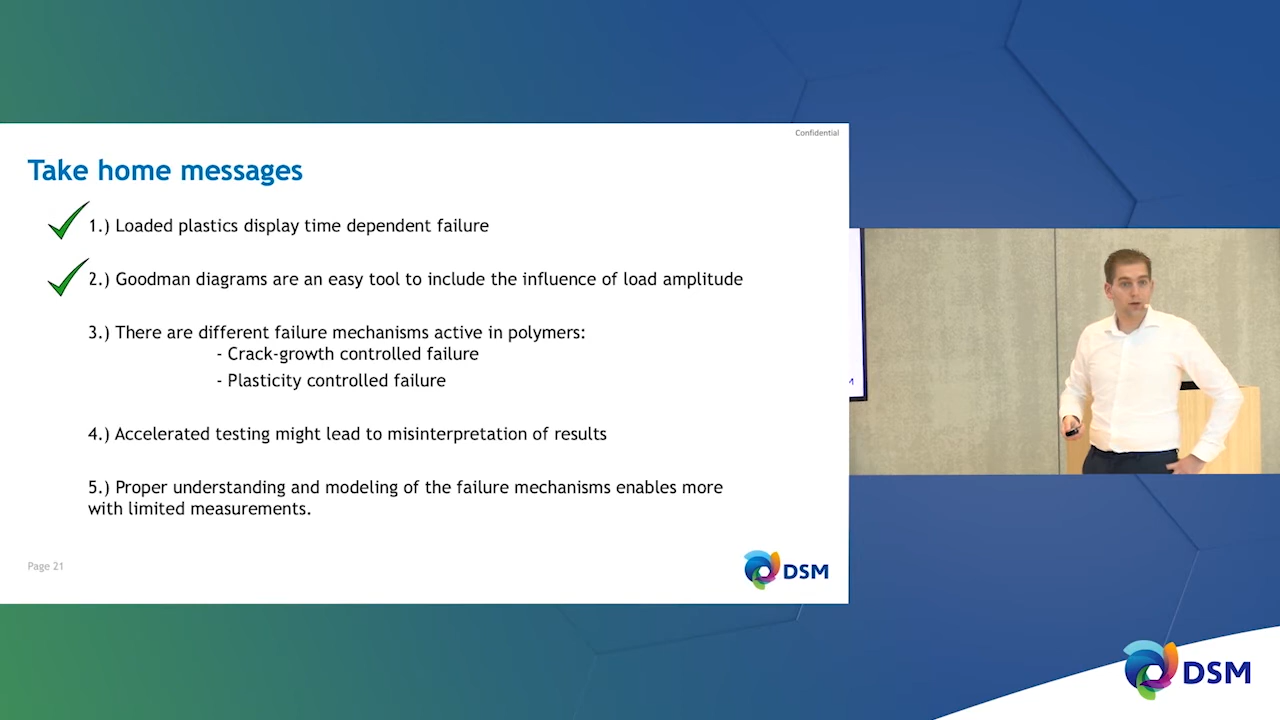 Confidential
Take home messages
1.) Loaded plastics display time dependent failure
2.) Goodman diagrams are an easy tool to include the influence of load amplitude
3.) There are different failure mechanisms active in polymers:
- Crack-growth controlled failure
- Plasticity controlled failure
4.) Accelerated testing might lead to misinterpretation of results
5.) Proper understanding and modeling of the failure mechanisms enables more
with limited measurements.
Page 21
DSM
M
DSM